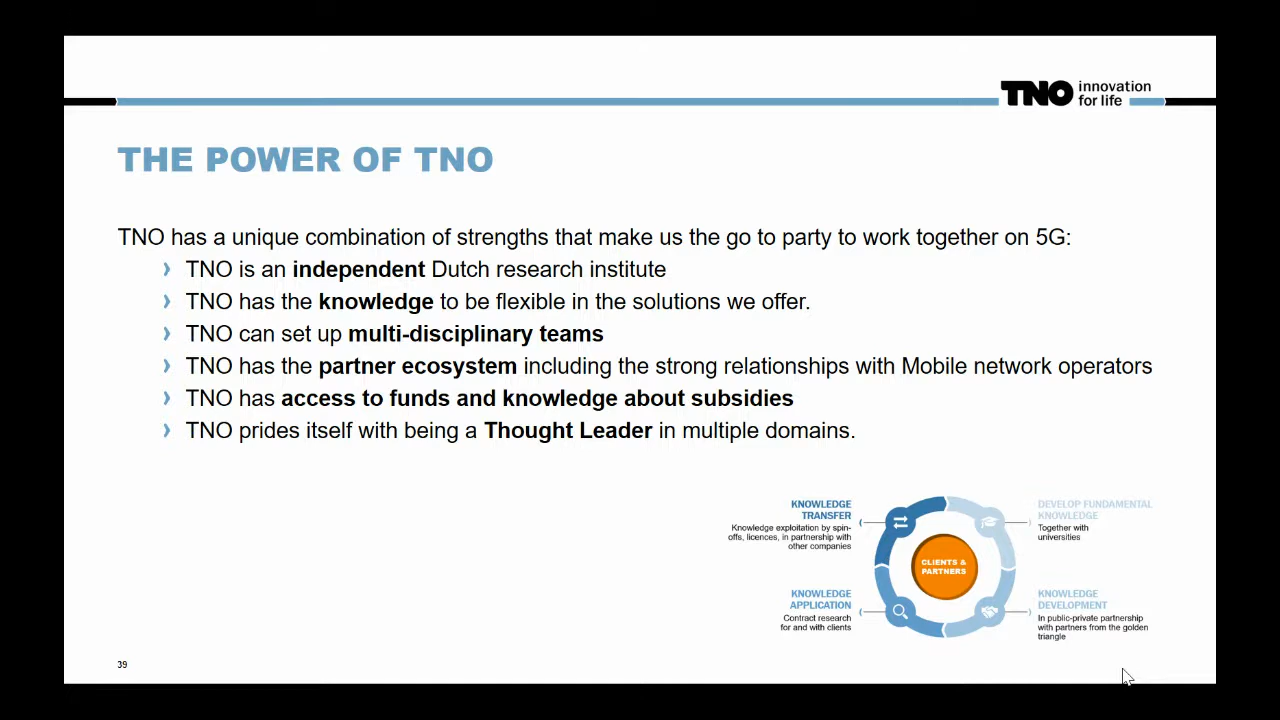 TNO innovation
for life
THE POWER OF TNO
TNO has a unique combination of strengths that make us the go to party to work together on 5G:
TNO is an independent Dutch research institute
TNO has the knowledge to be flexible in the solutions we offer.
TNO can set up multi-disciplinary teams
TNO has the partner ecosystem including the strong relationships with Mobile network operators
TNO has access to funds and knowledge about subsidies
TNO prides itself with being a Thought Leader in multiple domains.
KNOWLEDGE
TRANSFER
Knowledge exploitation by spin-
offs, licences, in partnership with
other companies
DEVELOP FUNDAMENTAL
KNOWLEDGE
Together with
universities
CLIENTS &
PARTNERS
KNOWLEDGE
APPLICATION
Contract research
for and with clients
KNOWLEDGE
DEVELOPMENT
In public-private partnership
with partners from the golden
triangle
39